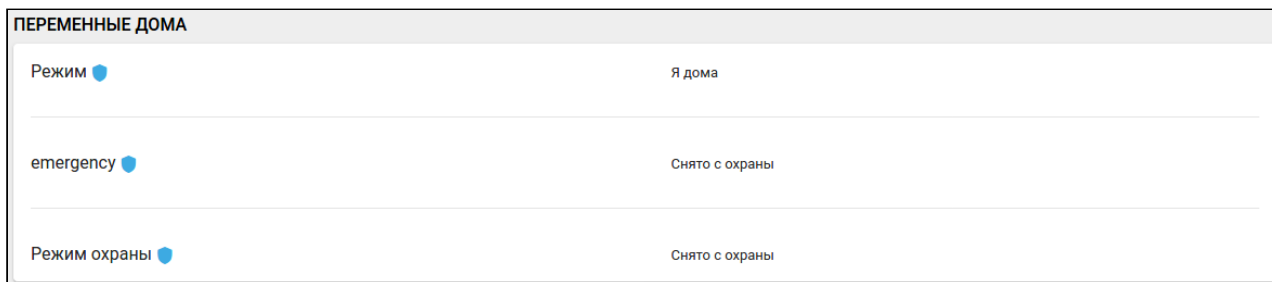 ПЕРЕМЕННЫЕ ДОМА
Режим Я дома
emergency Снято с охраны
Режим охраны Снято с охраны